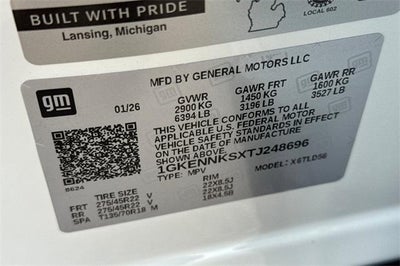 BUILT WITH PRIDE
Lansing, Michigan
LOCAL 602
MFD BY GENERAL MOTORS LLC
gm
01/26
GVWR GAWR FRT GAWR RR
2900 KG 1450 KG 1600 KG
6394 LB 3196 LB 3527 LB
THIS VEHICLE CONFORMS TO ALL
APPLICABLE U.S. FEDERAL MOTOR
VEHICLE SAFETY STANDARDS IN EFFECT
ON THE DATE OF MANUFACTURE
SHOWN ABOVE.
1GKENNKSXTJ248696
TYPE: MPV MODEL: X6TLD56
8624
TIRE SIZE RIM
FRT 275/45R22 V 22X8.5J
RR 275/45R22 V 22X8.5J
SPA T135/70R18 M 18X4.5B